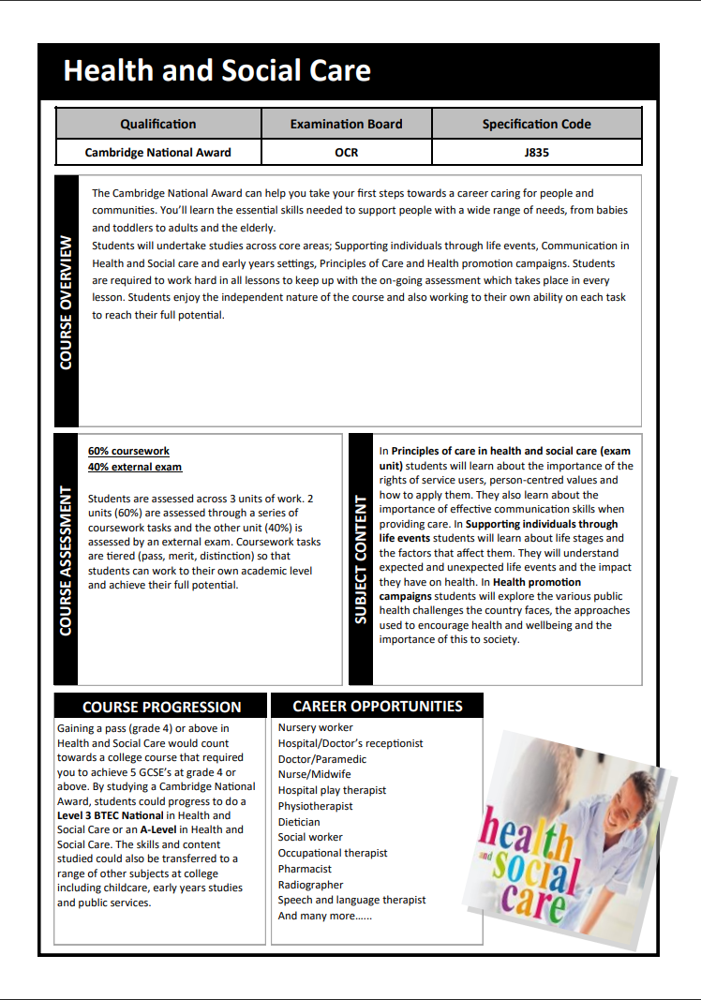 Health and Social Care
Qualification Examination Board Specification Code
Cambridge National Award OCR J835
COURSE OVERVIEW
The Cambridge National Award can help you take your first steps towards a career caring for people and
communities. You'll learn the essential skills needed to support people with a wide range of needs, from babies
and toddlers to adults and the elderly.
Students will undertake studies across core areas; Supporting individuals through life events, Communication in
Health and Social care and early years settings, Principles of Care and Health promotion campaigns. Students
are required to work hard in all lessons to keep up with the on-going assessment which takes place in every
lesson. Students enjoy the independent nature of the course and also working to their own ability on each task
to reach their full potential.
COURSE ASSESSMENT
60% coursework
40% external exam
Students are assessed across 3 units of work. 2
units (60%) are assessed through a series of
coursework tasks and the other unit (40%) is
assessed by an external exam. Coursework tasks
are tiered (pass, merit, distinction) so that
students can work to their own academic level
and achieve their full potential.
SUBJECT CONTENT
In Principles of care in health and social care (exam
unit) students will learn about the importance of the
rights of service users, person-centred values and
how to apply them. They also learn about the
importance of effective communication skills when
providing care. In Supporting individuals through
life events students will learn about life stages and
the factors that affect them. They will understand
expected and unexpected life events and the impact
they have on health. In Health promotion
campaigns students will explore the various public
health challenges the country faces, the approaches
used to encourage health and wellbeing and the
importance of this to society.
COURSE PROGRESSION
Gaining a pass (grade 4) or above in
Health and Social Care would count
towards a college course that required
you to achieve 5 GCSE's at grade 4 or
above. By studying a Cambridge National
Award, students could progress to do a
Level 3 BTEC National in Health and
Social Care or an A-Level in Health and
Social Care. The skills and content
studied could also be transferred to a
range of other subjects at college
including childcare, early years studies
and public services.
CAREER OPPORTUNITIES
Nursery worker
Hospital/Doctor's receptionist
Doctor/Paramedic
Nurse/Midwife
Hospital play therapist
Physiotherapist
Dietician
Social worker
Occupational therapist
Pharmacist
Radiographer
Speech and language therapist
And many more…...
health
and social
care